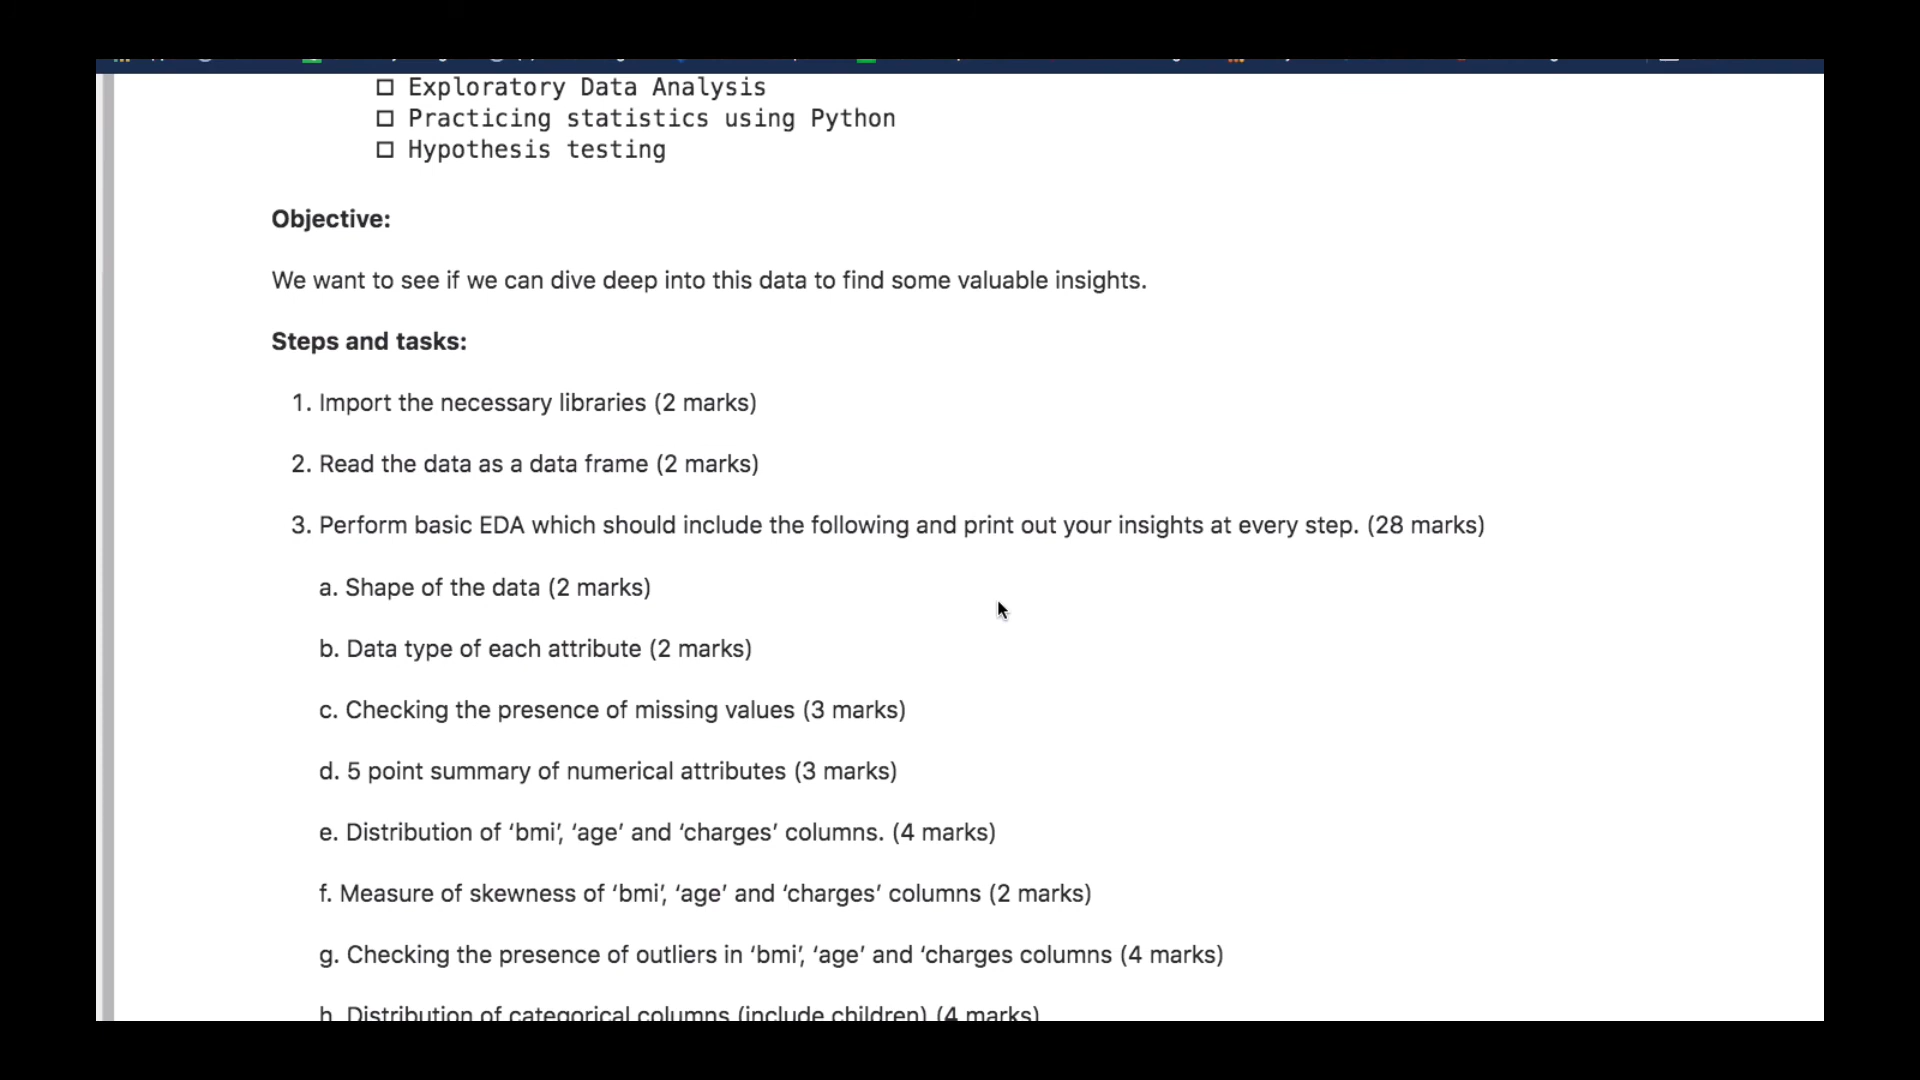 ☐ Exploratory Data Analysis
☐ Practicing statistics using Python
☐ Hypothesis testing
Objective:
We want to see if we can dive deep into this data to find some valuable insights.
Steps and tasks:
1. Import the necessary libraries (2 marks)
2. Read the data as a data frame (2 marks)
3. Perform basic EDA which should include the following and print out your insights at every step. (28 marks)
a. Shape of the data (2 marks)
b. Data type of each attribute (2 marks)
c. Checking the presence of missing values (3 marks)
d. 5 point summary of numerical attributes (3 marks)
e. Distribution of ‘bmi’, ‘age’ and ‘charges’ columns. (4 marks)
f. Measure of skewness of ‘bmi’, ‘age’ and ‘charges’ columns (2 marks)
g. Checking the presence of outliers in ‘bmi’, ‘age’ and ‘charges columns (4 marks)
h. Distribution of categorical columns (include children) (4 marks)